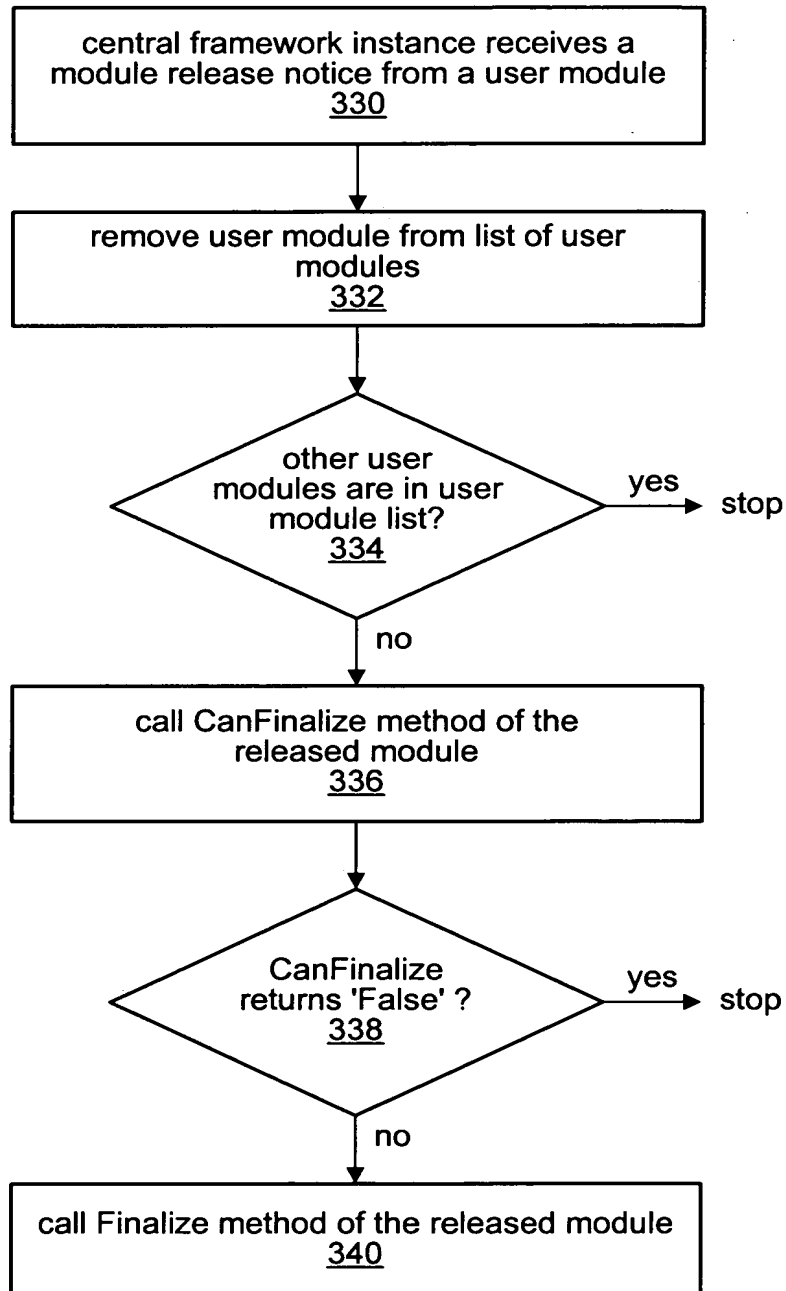 central framework instance receives a
module release notice from a user module
330
remove user module from list of user
modules
332
other user
modules are in user
module list?
334
yes
stop
no
call CanFinalize method of the
released module
336
CanFinalize
returns 'False' ?
338
yes
stop
no
call Finalize method of the released module
340